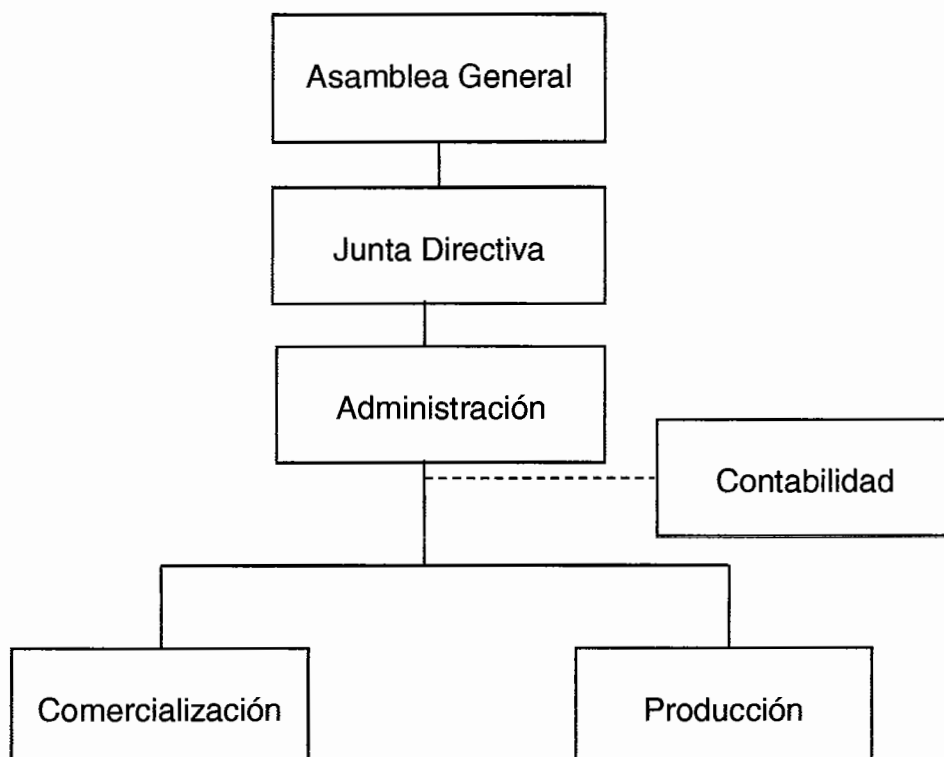 Asamblea General
Junta Directiva
Administración
Contabilidad
Comercialización
Producción